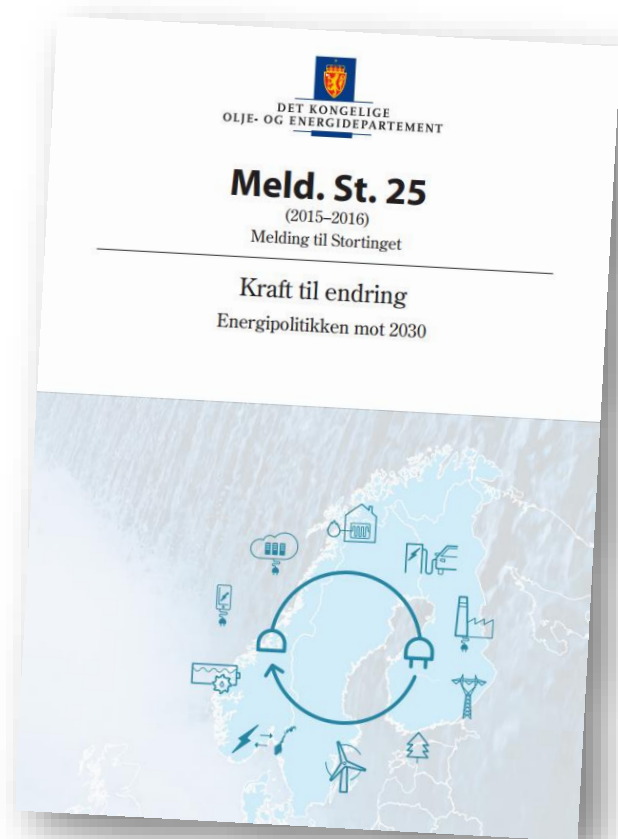 DET KONGELIGE
OLJE- OG ENERGIDEPARTEMENT
Meld. St. 25
(2015–2016)
Melding til Stortinget
Kraft til endring
Energipolitikken mot 2030